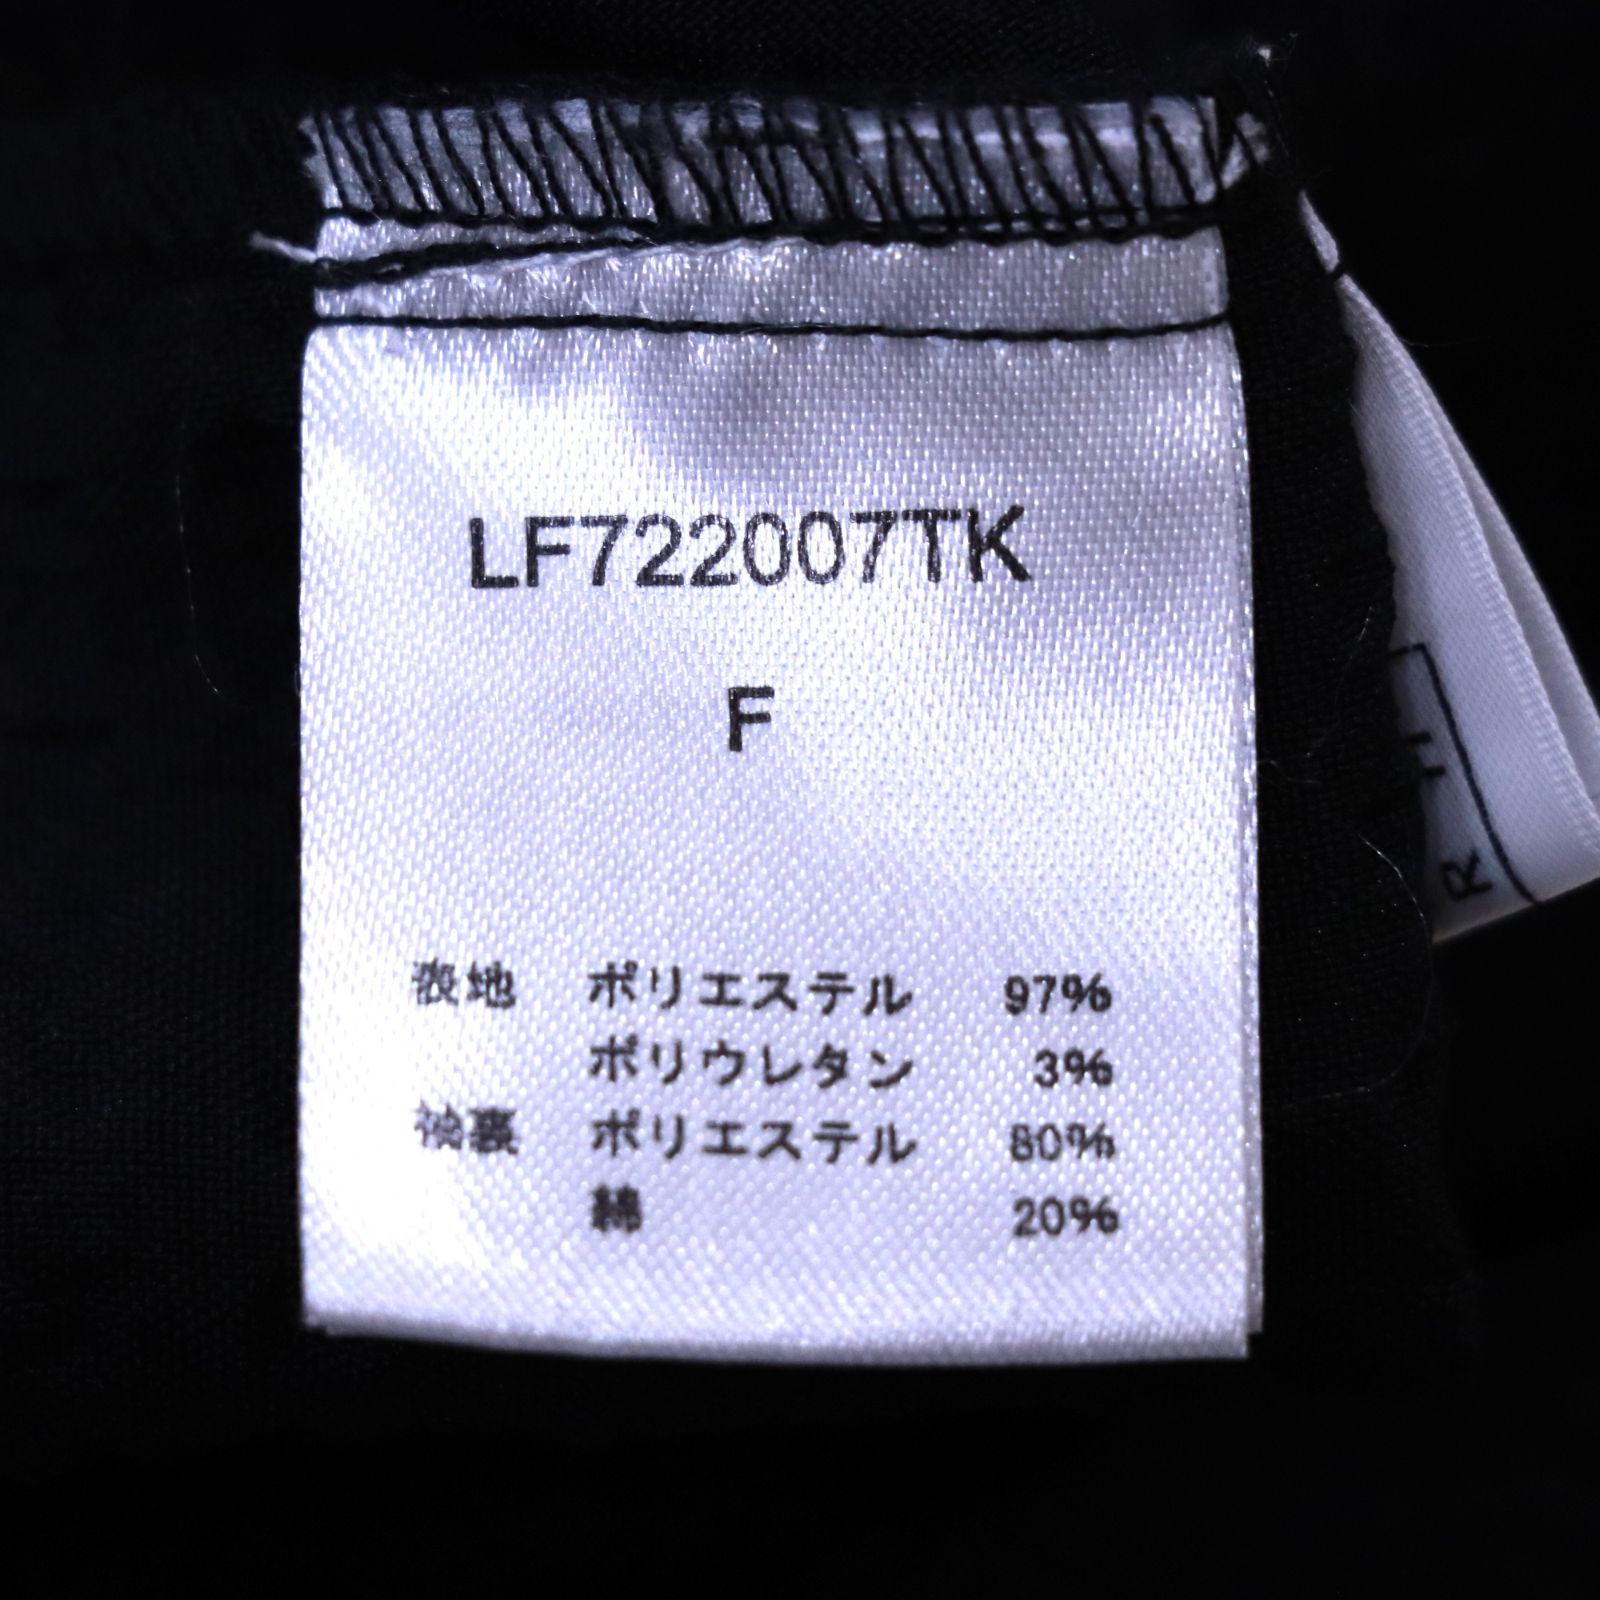 LF722007TK
F
表地 ポリエステル 97%
ポリウレタン 3%
袖裏 ポリエステル 80%
綿 20%
R